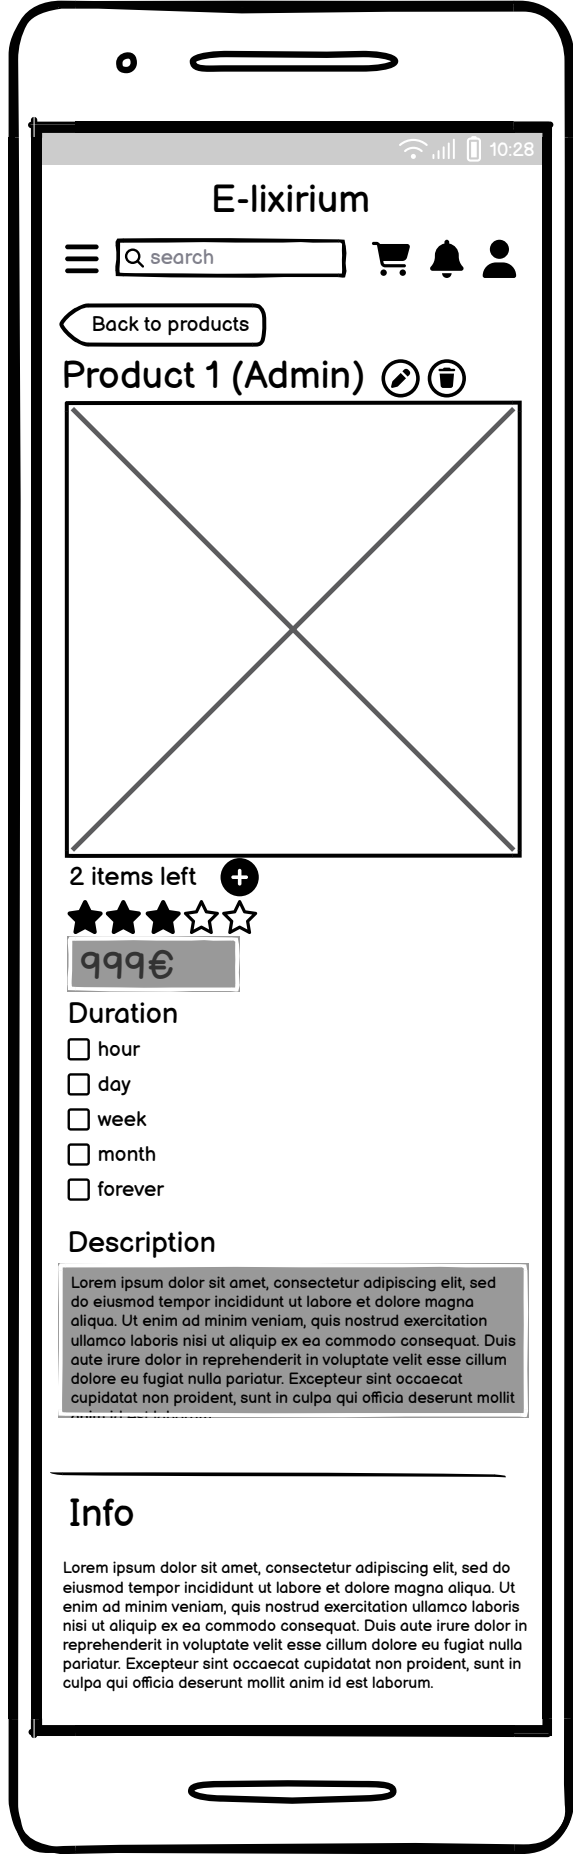 10:28
E-lixirium
search
Back to products
Product 1 (Admin)
2 items left
999€
Duration
hour
day
week
month
forever
Description
Lorem ipsum dolor sit amet, consectetur adipiscing elit, sed
do eiusmod tempor incididunt ut labore et dolore magna
aliqua. Ut enim ad minim veniam, quis nostrud exercitation
ullamco laboris nisi ut aliquip ex ea commodo consequat. Duis
aute irure dolor in reprehenderit in voluptate velit esse cillum
dolore eu fugiat nulla pariatur. Excepteur sint occaecat
cupidatat non proident, sunt in culpa qui officia deserunt mollit
Info
Lorem ipsum dolor sit amet, consectetur adipiscing elit, sed do
eiusmod tempor incididunt ut labore et dolore magna aliqua. Ut
enim ad minim veniam, quis nostrud exercitation ullamco laboris
nisi ut aliquip ex ea commodo consequat. Duis aute irure dolor in
reprehenderit in voluptate velit esse cillum dolore eu fugiat nulla
pariatur. Excepteur sint occaecat cupidatat non proident, sunt in
culpa qui officia deserunt mollit anim id est laborum.